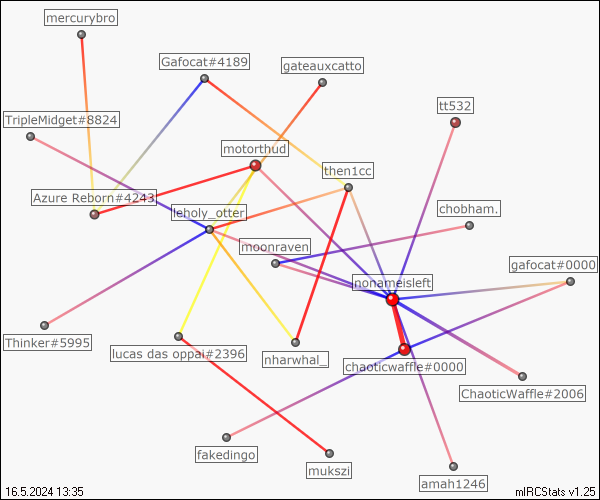 mercurybro
Gafocat#4189
gateauxcatto
tt532
TripleMidget#8824
motorthud
then1cc
Azure Reborn#4243
leholy_otter
chobham.
moonraven
gafocat#0000
nonameisleft
Thinker#5995
lucas das oppai#2396
nharwhal_
chaoticwaffle#0000
ChaoticWaffle#2006
fakedingo
mukszi
amah1246
16.5.2024 13:35
mIRCStats v1.25